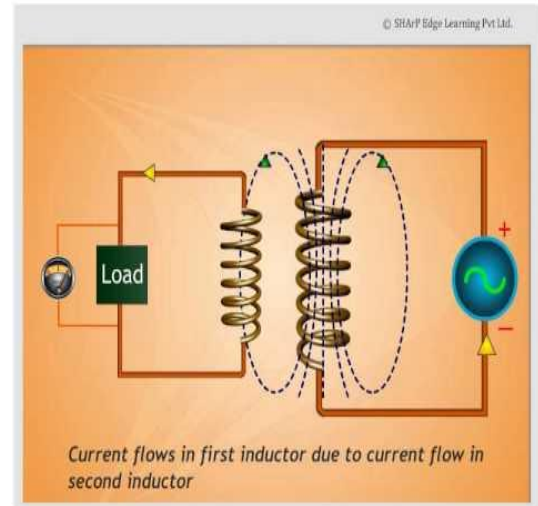 © SHArP Edge Learning Pvt Ltd.
Load
+
−
Current flows in first inductor due to current flow in
second inductor